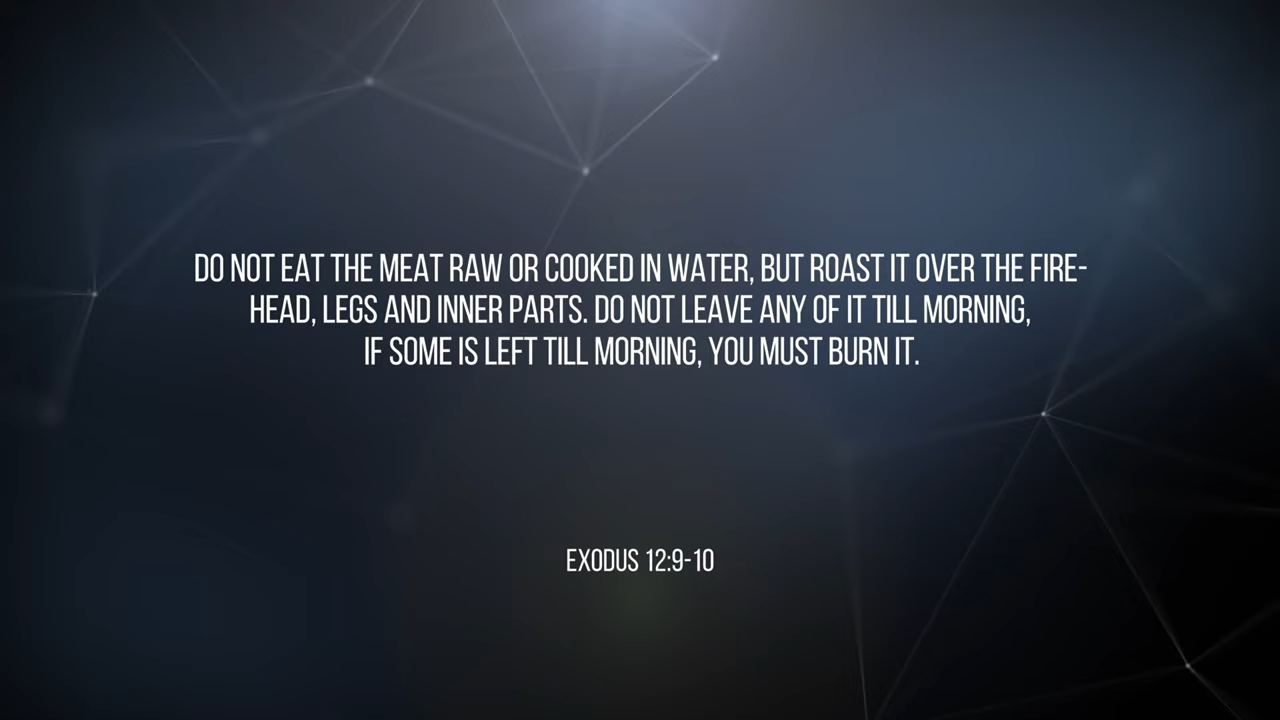 DO NOT EAT THE MEAT RAW OR COOKED IN WATER, BUT ROAST IT OVER THE FIRE-
HEAD, LEGS AND INNER PARTS. DO NOT LEAVE ANY OF IT TILL MORNING,
IF SOME IS LEFT TILL MORNING, YOU MUST BURN IT.
EXODUS 12:9-10